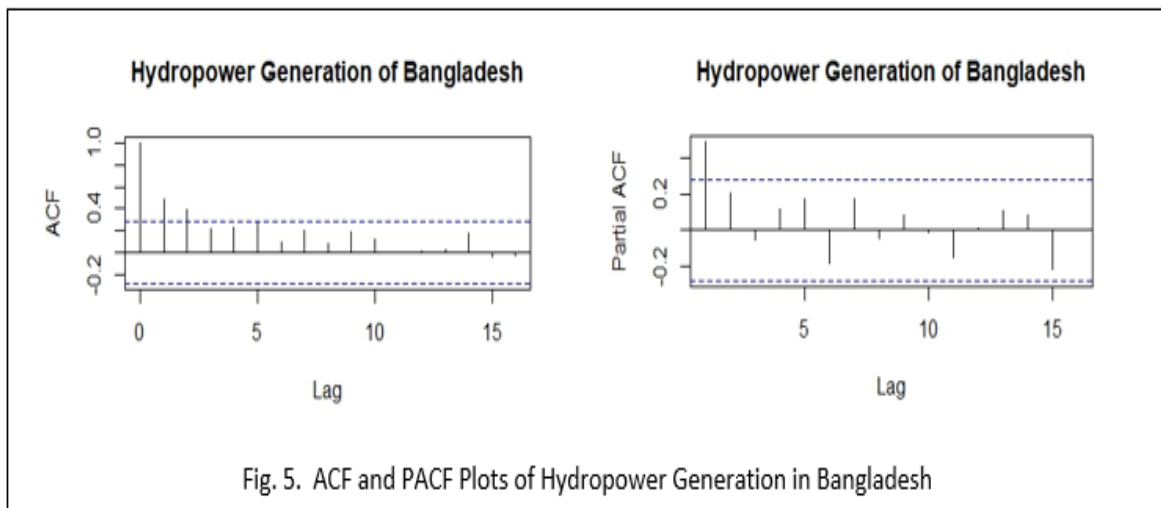 Hydropower Generation of Bangladesh
ACF
1.0
0.4
-0.2
0 5 10 15
Lag
Hydropower Generation of Bangladesh
Partial ACF
0.2
-0.2
5 10 15
Lag
Fig. 5. ACF and PACF Plots of Hydropower Generation in Bangladesh